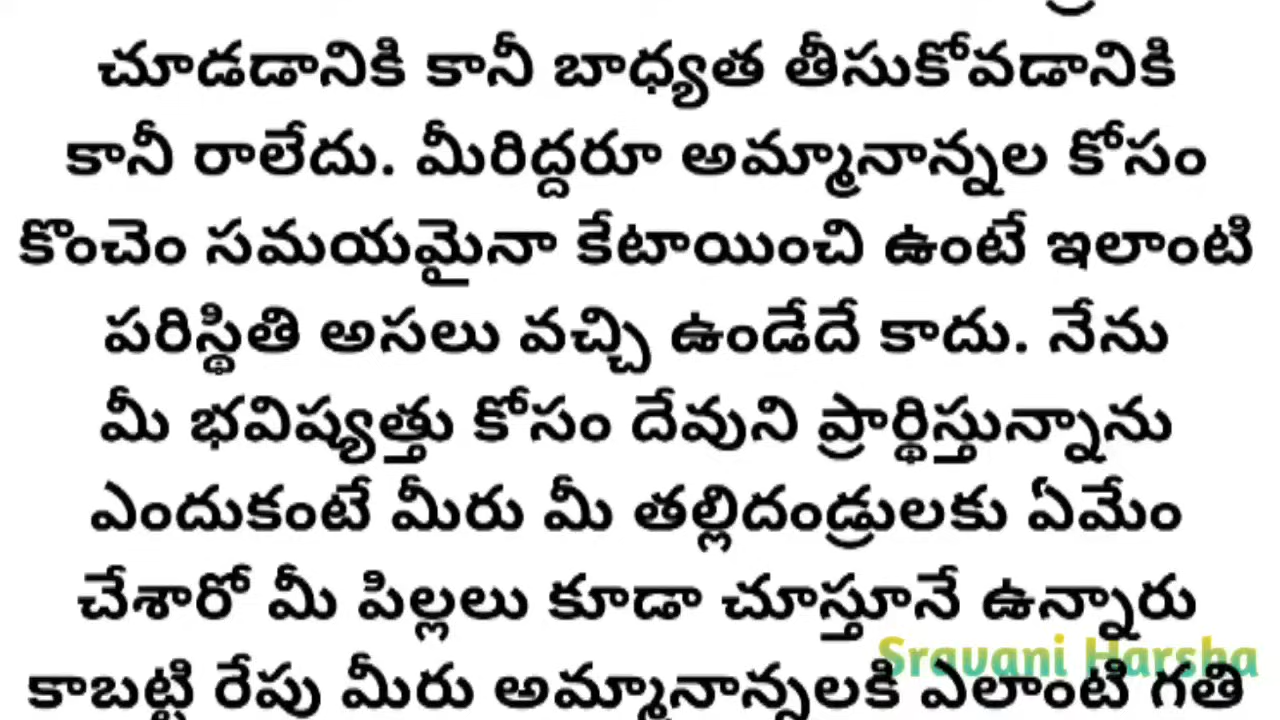 చూడడానికి కానీ బాధ్యత తీసుకోవడానికి
కానీ రాలేదు. మీరిద్దరూ అమ్మానాన్నల కోసం
కొంచెం సమయమైనా కేటాయించి ఉంటే ఇలాంటి
పరిస్థితి అసలు వచ్చి ఉండేదే కాదు. నేను
మీ భవిష్యత్తు కోసం దేవుని ప్రార్థిస్తున్నాను
ఎందుకంటే మీరు మీ తల్లిదండ్రులకు ఏమేం
చేశారో మీ పిల్లలు కూడా చూస్తూనే ఉన్నారు
Sravani Harsha
కాబట్టి రేపు మీరు అమ్మానాన్నలకి ఎలాంటి గతి